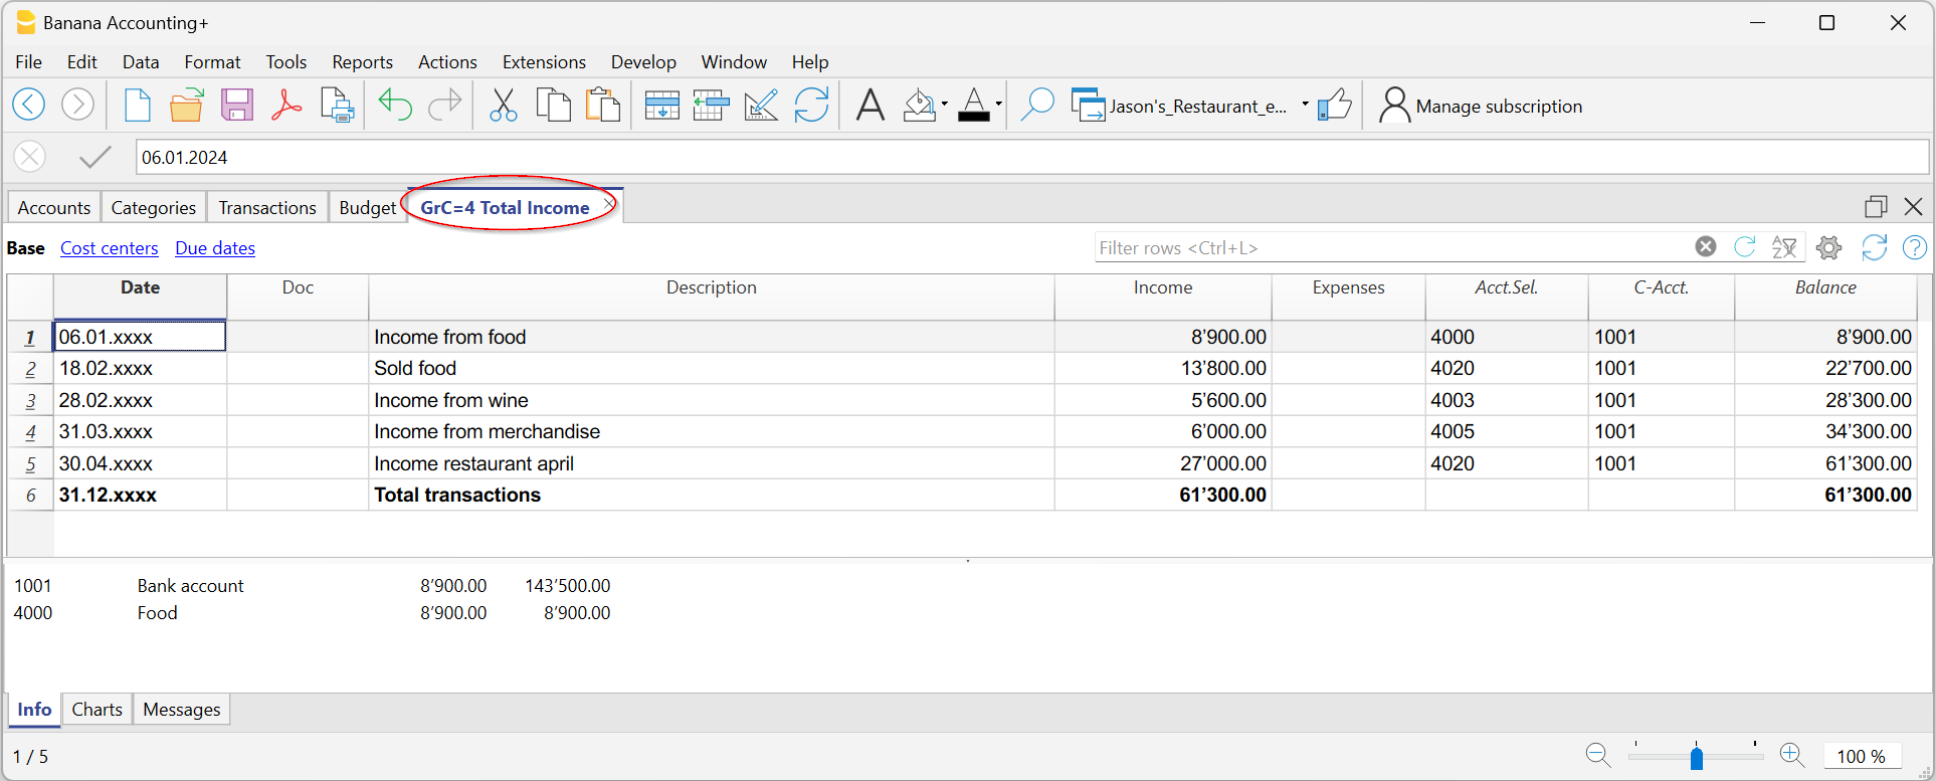 Banana Accounting+
File Edit Data Format Tools Reports Actions Extensions Develop Window Help
Jason's_Restaurant_e... Manage subscription
06.01.2024
Accounts Categories Transactions Budget GrC=4 Total Income
Base Cost centers Due dates Filter rows <Ctrl+L>
Date Doc Description Income Expenses Acct.Sel. C-Acct. Balance
1 06.01.xxxx Income from food 8’900.00 4000 1001 8’900.00
2 18.02.xxxx Sold food 13’800.00 4020 1001 22’700.00
3 28.02.xxxx Income from wine 5’600.00 4003 1001 28’300.00
4 31.03.xxxx Income from merchandise 6’000.00 4005 1001 34’300.00
5 30.04.xxxx Income restaurant april 27’000.00 4020 1001 61’300.00
6 31.12.xxxx Total transactions 61’300.00 61’300.00
1001 Bank account 8’900.00 143’500.00
4000 Food 8’900.00 8’900.00
Info Charts Messages
1 / 5 100 %